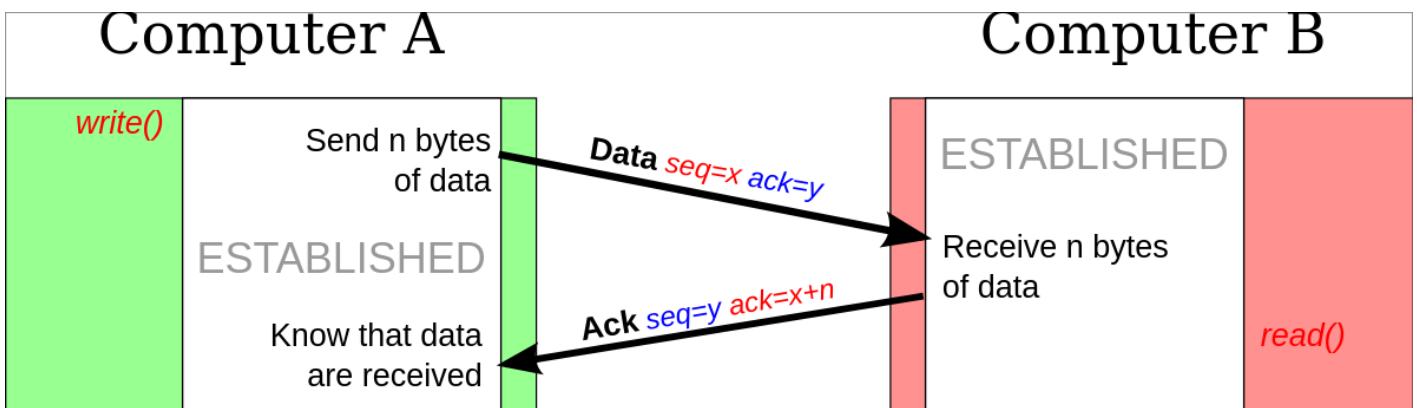 Computer A
Computer B
write()
Send n bytes
of data
Data seq=x ack=y
ESTABLISHED
Receive n bytes
of data
ESTABLISHED
Ack seq=y ack=x+n
Know that data
are received
read()